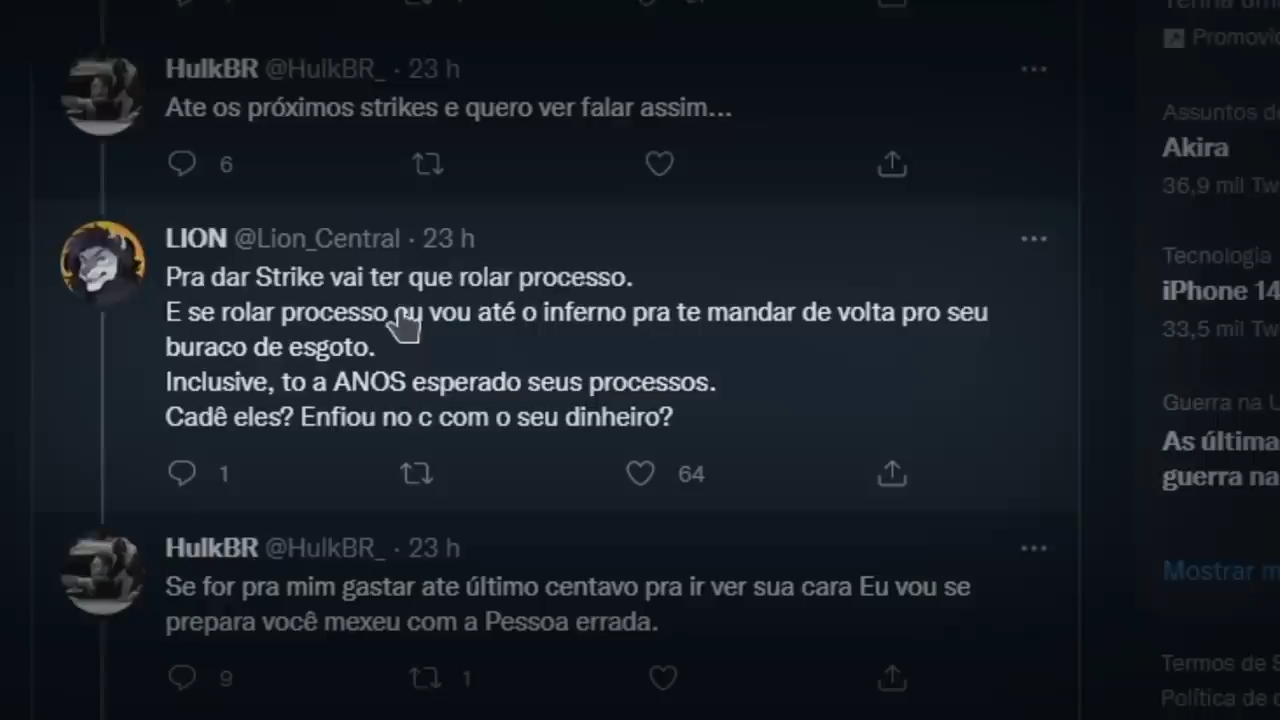 Promovi
HulkBR @HulkBR_ · 23 h
Ate os próximos strikes e quero ver falar assim...
6
LION @Lion_Central · 23 h
Pra dar Strike vai ter que rolar processo.
E se rolar processo eu vou até o inferno pra te mandar de volta pro seu
buraco de esgoto.
Inclusive, to a ANOS esperado seus processos.
Cadê eles? Enfiou no c com o seu dinheiro?
1 64
HulkBR @HulkBR_ · 23 h
Se for pra mim gastar ate último centavo pra ir ver sua cara Eu vou se
prepara você mexeu com a Pessoa errada.
9 1
Assuntos d
Akira
36,9 mil Tw
Tecnologia
iPhone 14
33,5 mil Tw
Guerra na U
As última
guerra na
Mostrar m
Termos de S
Política de